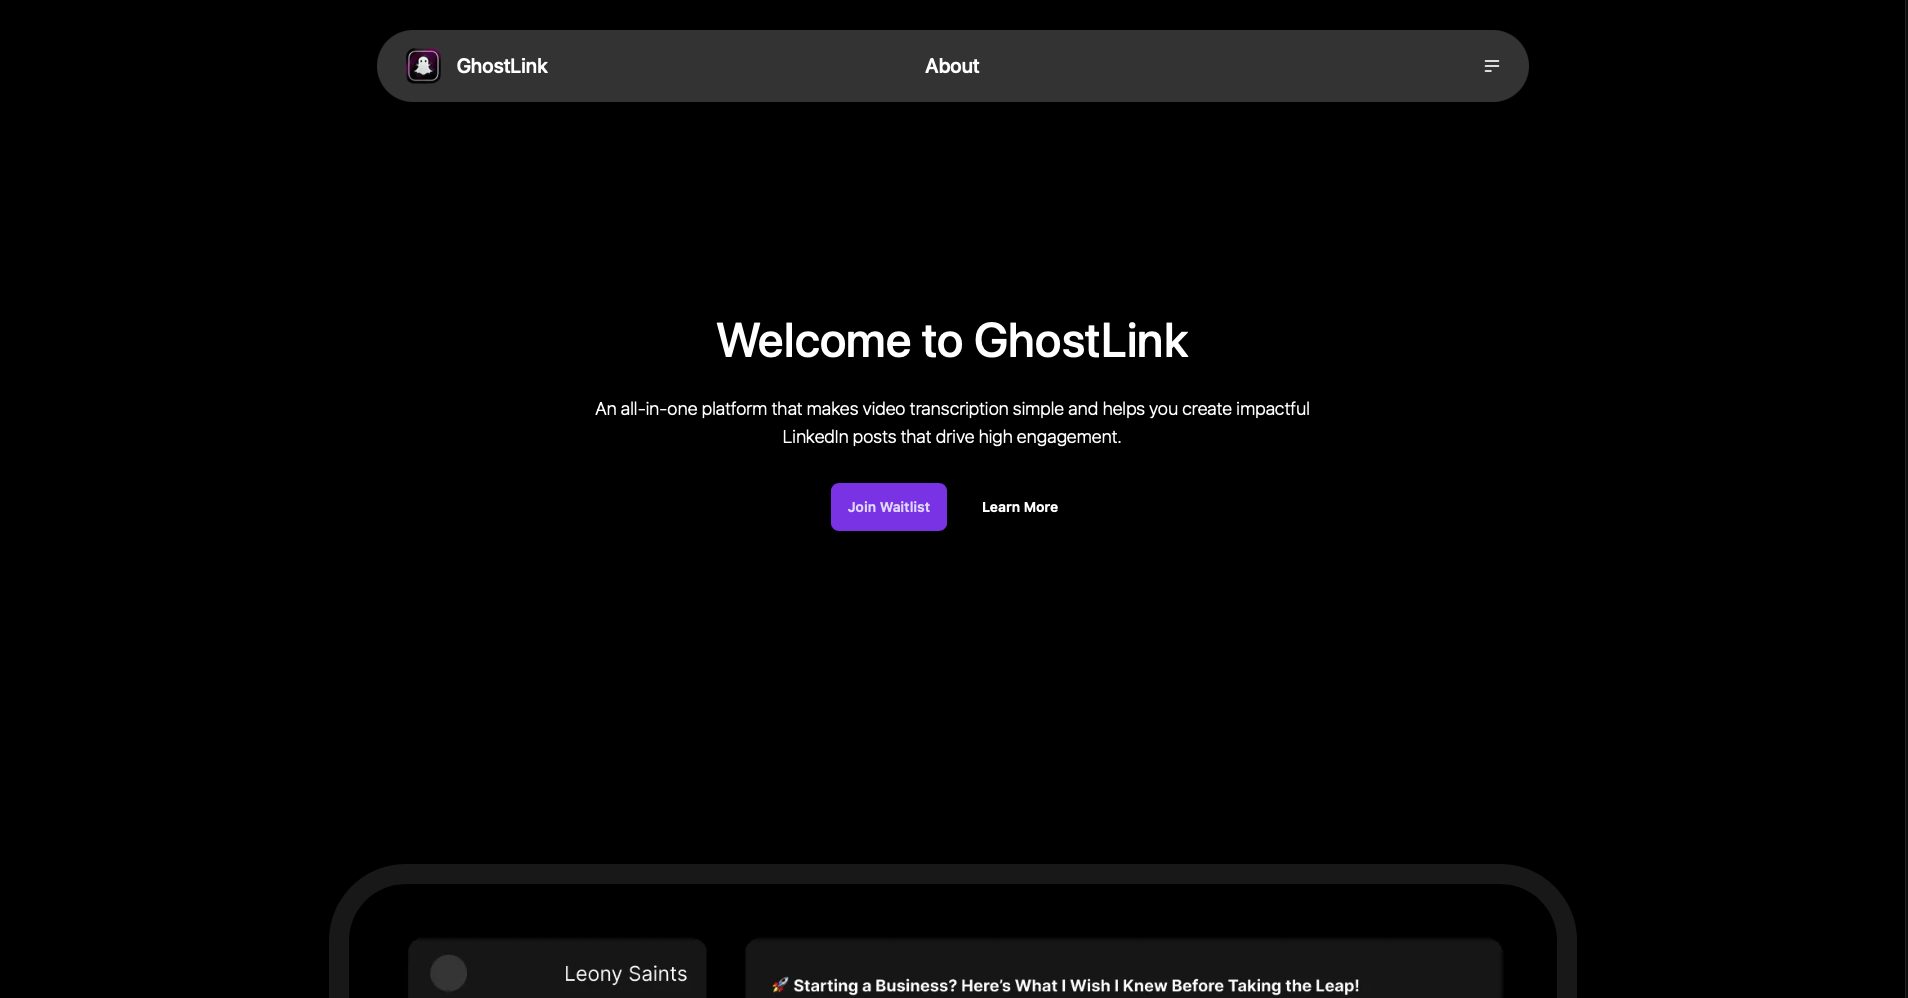 GhostLink
About
Welcome to GhostLink
An all-in-one platform that makes video transcription simple and helps you create impactful
LinkedIn posts that drive high engagement.
Join Waitlist
Learn More
Leony Saints
🚀 Starting a Business? Here's What I Wish I Knew Before Taking the Leap!